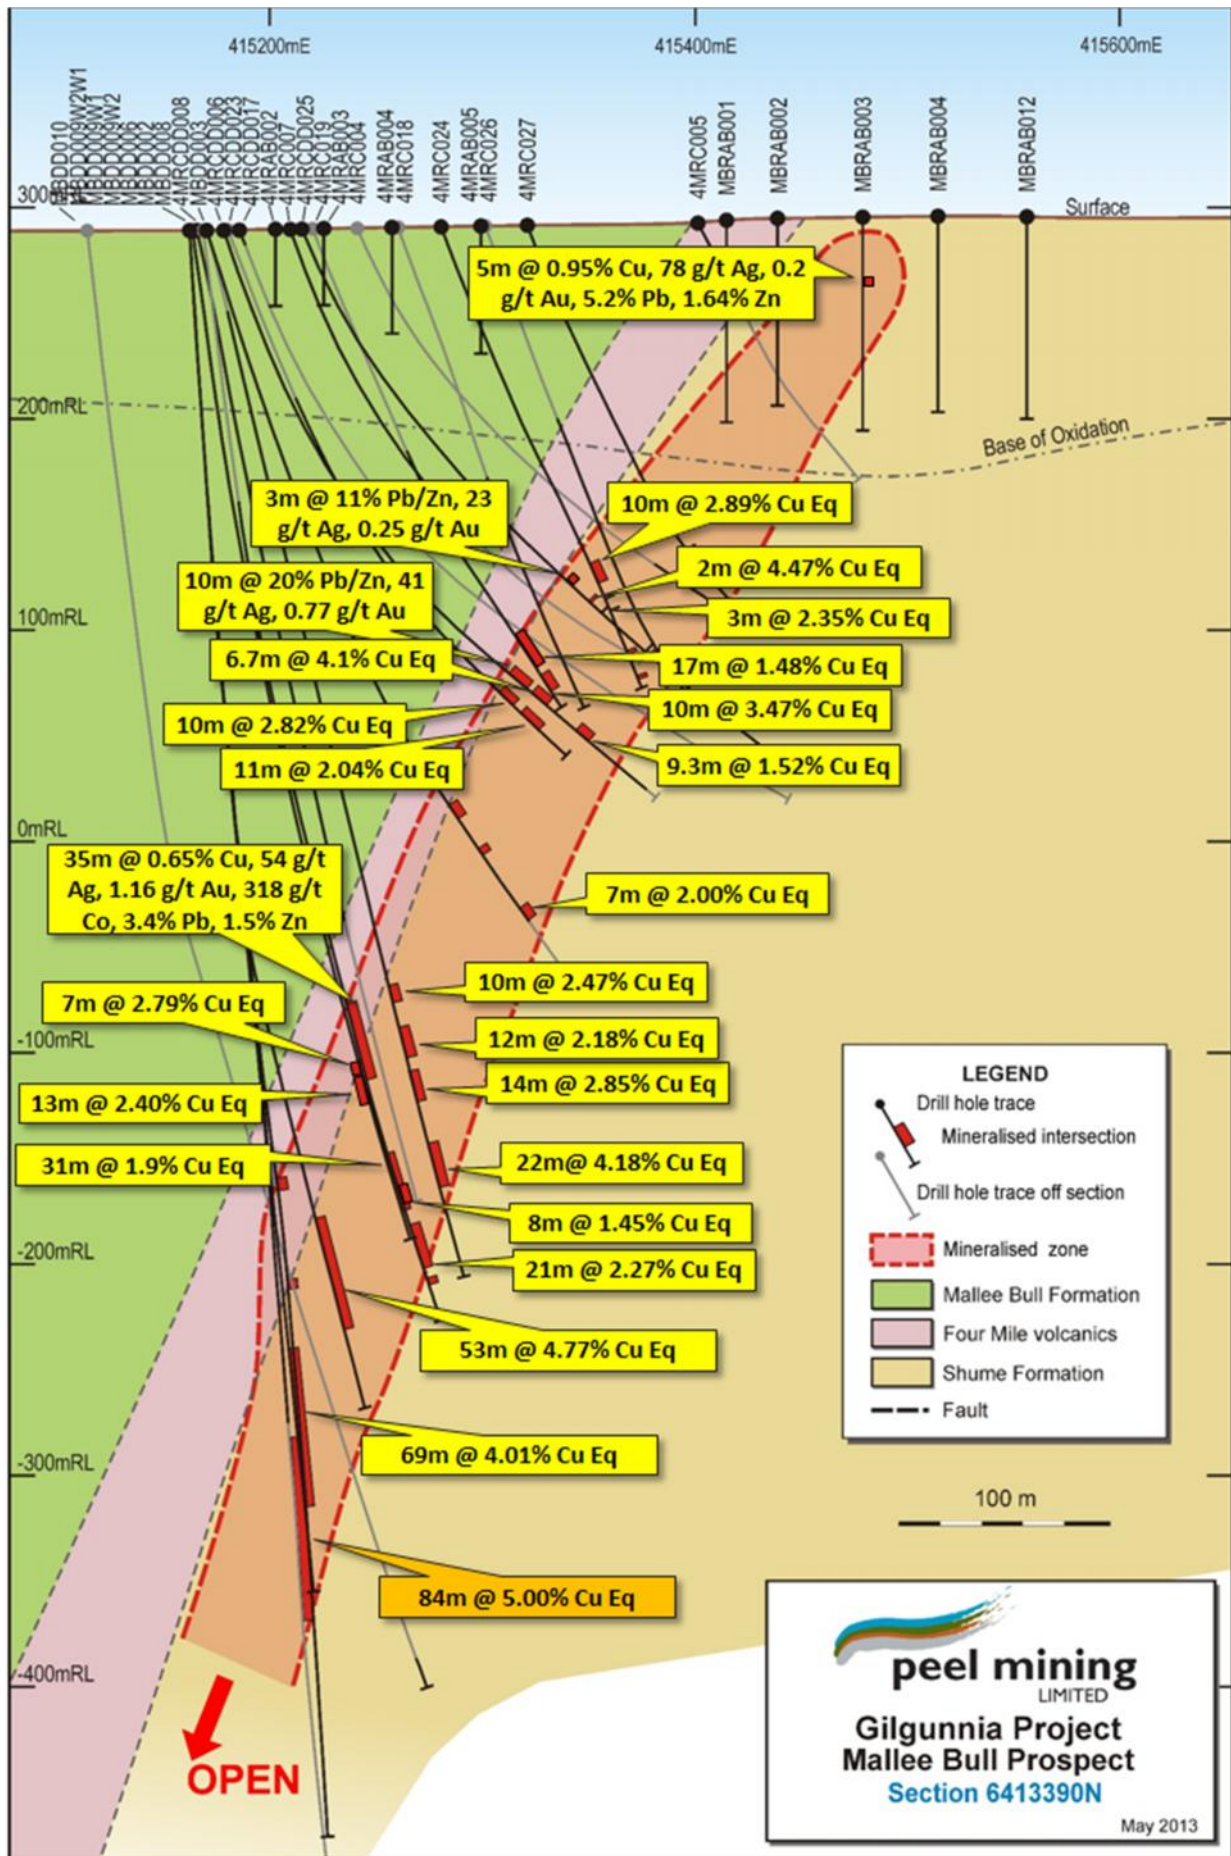 415200mE
415400mE
415600mE
MBDD010
MBDD009W2W1
MBDD009W1
MBDD009W2
MBDD009
MBDD006
MBDD002
MBDD008
4MRCDD008
MBDD003
4MRCDD006
4MRCDD023
4MRCDD017
4MRAB002
4MRC007
4MRCDD025
4MRC019
4MRAB003
4MRC004
4MRAB004
4MRC018
4MRC024
4MRAB005
4MRC026
4MRC027
4MRC005
MBRAB001
MBRAB002
MBRAB003
MBRAB004
MBRAB012
300mRL
Surface
5m @ 0.95% Cu, 78 g/t Ag, 0.2
g/t Au, 5.2% Pb, 1.64% Zn
200mRL
Base of Oxidation
3m @ 11% Pb/Zn, 23
g/t Ag, 0.25 g/t Au
10m @ 2.89% Cu Eq
10m @ 20% Pb/Zn, 41
g/t Ag, 0.77 g/t Au
2m @ 4.47% Cu Eq
3m @ 2.35% Cu Eq
100mRL
6.7m @ 4.1% Cu Eq
17m @ 1.48% Cu Eq
10m @ 2.82% Cu Eq
10m @ 3.47% Cu Eq
11m @ 2.04% Cu Eq
9.3m @ 1.52% Cu Eq
0mRL
35m @ 0.65% Cu, 54 g/t
Ag, 1.16 g/t Au, 318 g/t
Co, 3.4% Pb, 1.5% Zn
7m @ 2.00% Cu Eq
10m @ 2.47% Cu Eq
7m @ 2.79% Cu Eq
12m @ 2.18% Cu Eq
-100mRL
14m @ 2.85% Cu Eq
13m @ 2.40% Cu Eq
31m @ 1.9% Cu Eq
22m@ 4.18% Cu Eq
8m @ 1.45% Cu Eq
-200mRL
21m @ 2.27% Cu Eq
53m @ 4.77% Cu Eq
69m @ 4.01% Cu Eq
-300mRL
84m @ 5.00% Cu Eq
-400mRL
OPEN
LEGEND
Drill hole trace
Mineralised intersection
Drill hole trace off section
Mineralised zone
Mallee Bull Formation
Four Mile volcanics
Shume Formation
Fault
100 m
peel mining
LIMITED
Gilgunnia Project
Mallee Bull Prospect
Section 6413390N
May 2013